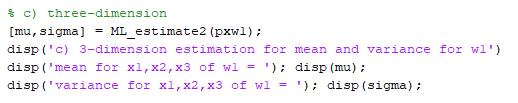 % c) three-dimension
[mu,sigma] = ML_estimate2(pxw1);
disp('c) 3-dimension estimation for mean and variance for w1')
disp('mean for x1,x2,x3 of w1 = '); disp(mu);
disp('variance for x1,x2,x3 of w1 = '); disp(sigma);